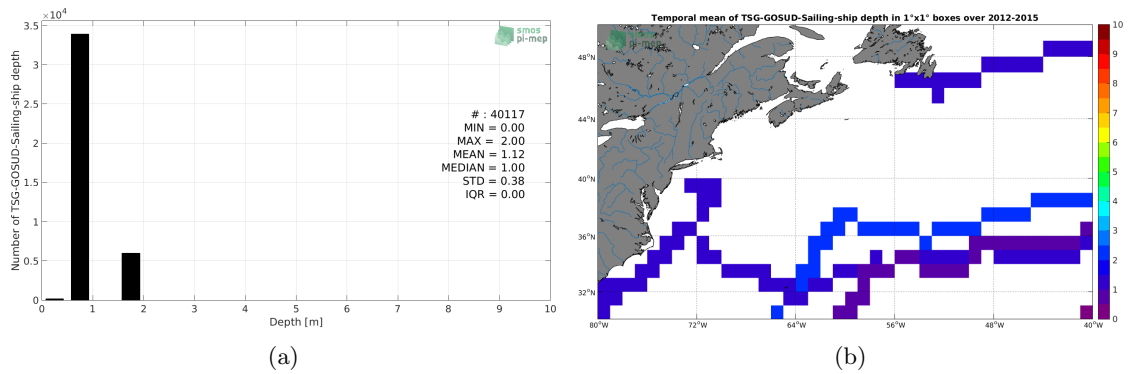 Number of TSG-GOSUD-Sailing-ship depth
×10⁴
3.5
3
2.5
2
1.5
1
0.5
0
0 1 2 3 4 5 6 7 8 9 10
Depth [m]
smos
pi-mep
# : 40117
MIN = 0.00
MAX = 2.00
MEAN = 1.12
MEDIAN = 1.00
STD = 0.38
IQR = 0.00
(a)
Temporal mean of TSG-GOSUD-Sailing-ship depth in 1°x1° boxes over 2012-2015
smos
pi-mep
48°N
44°N
40°N
36°N
32°N
80°W 72°W 64°W 56°W 48°W 40°W
10
9
8
7
6
5
4
3
2
1
0
(b)